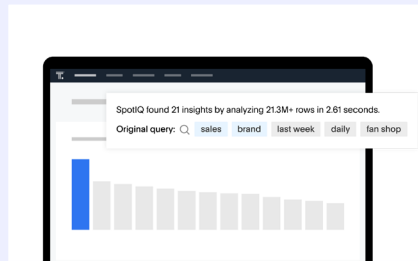 T.
SpotIQ found 21 insights by analyzing 21.3M+ rows in 2.61 seconds.
Original query: sales brand last week daily fan shop